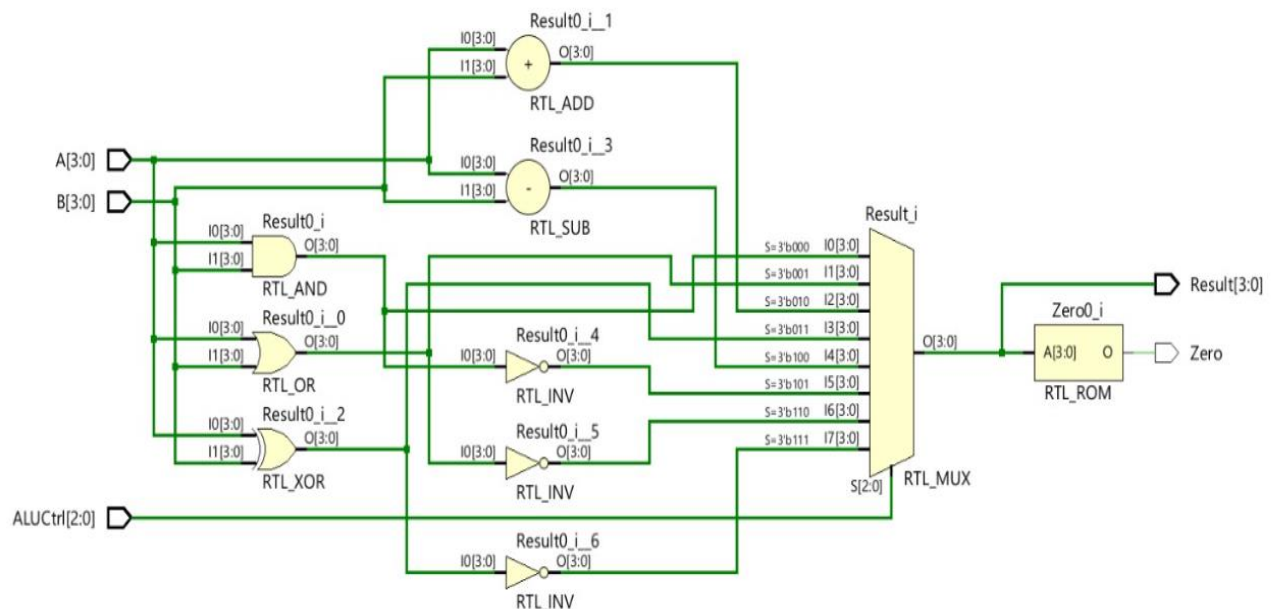 Result0_i__1
I0[3:0]
O[3:0]
I1[3:0]
+
RTL_ADD
Result0_i__3
A[3:0]
I0[3:0]
O[3:0]
I1[3:0]
-
B[3:0]
RTL_SUB
Result0_i
I0[3:0]
O[3:0]
I1[3:0]
RTL_AND
Result0_i__0
I0[3:0]
O[3:0]
I1[3:0]
RTL_OR
Result0_i__2
I0[3:0]
O[3:0]
I1[3:0]
RTL_XOR
ALUCtrl[2:0]
Result0_i__4
I0[3:0]
O[3:0]
RTL_INV
Result0_i__5
I0[3:0]
O[3:0]
RTL_INV
Result0_i__6
I0[3:0]
O[3:0]
RTL_INV
Result_i
S=3'b000 I0[3:0]
S=3'b001 I1[3:0]
S=3'b010 I2[3:0]
S=3'b011 I3[3:0]
S=3'b100 I4[3:0]
S=3'b101 I5[3:0]
S=3'b110 I6[3:0]
S=3'b111 I7[3:0]
O[3:0]
S[2:0]
RTL_MUX
Result[3:0]
Zero0_i
A[3:0] O
RTL_ROM
Zero